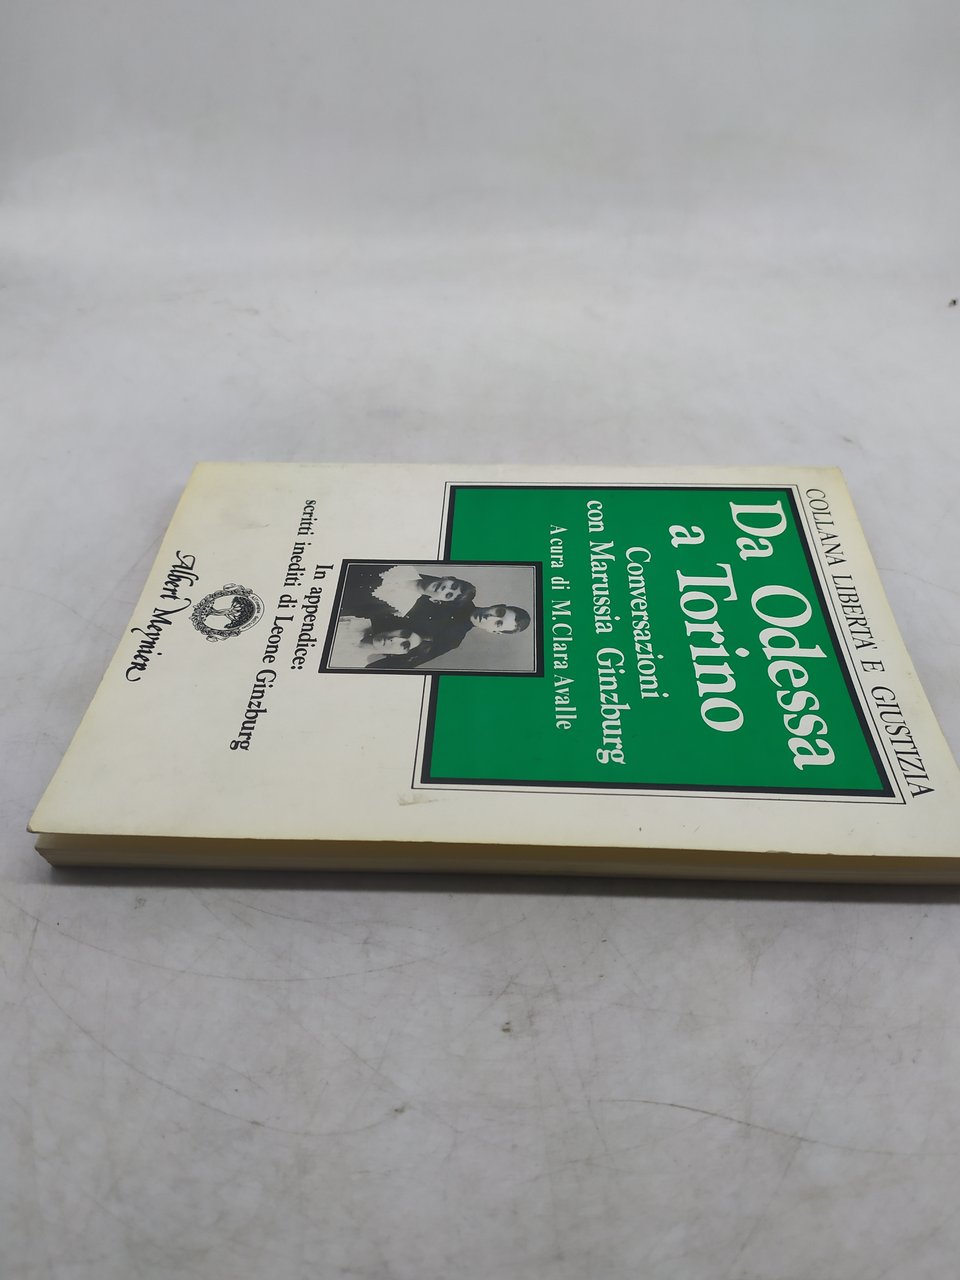 COLLANA LIBERTA' E GIUSTIZIA
Da Odessa
a Torino
Conversazioni
con Marussia Ginzburg
A cura di M. Clara Avalle
In appendice:
scritti inediti di Leone Ginzburg
Albert Meynier